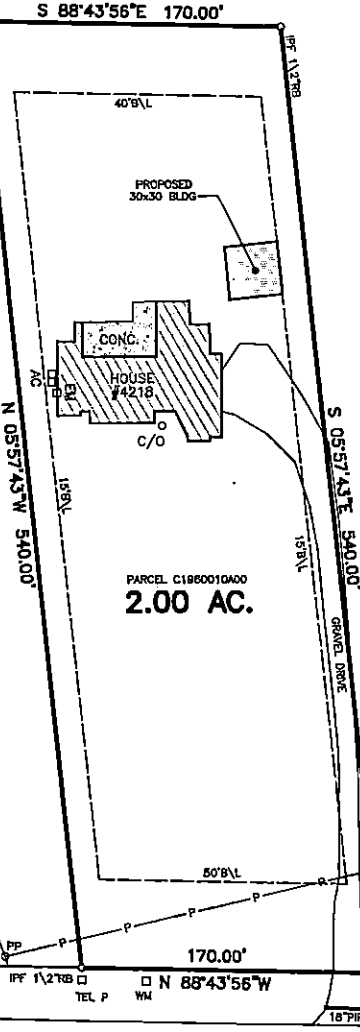 S 88°43'56"E 170.00'
IPF 1\2"RB
40'B\L
PROPOSED
30x30 BLDG
CONC.
HOUSE
#4218
AC
EM
C/O
N 05°57'43"W 540.00'
15'B\L
S 05°57'43"E 540.00'
15'B\L
PARCEL C1960010A00
2.00 AC.
GRAVEL DRIVE
50'B\L
P
P
P
P
P
PP
170.00'
IPF 1\2"RB
N 88°43'56"W
TEL P
WM